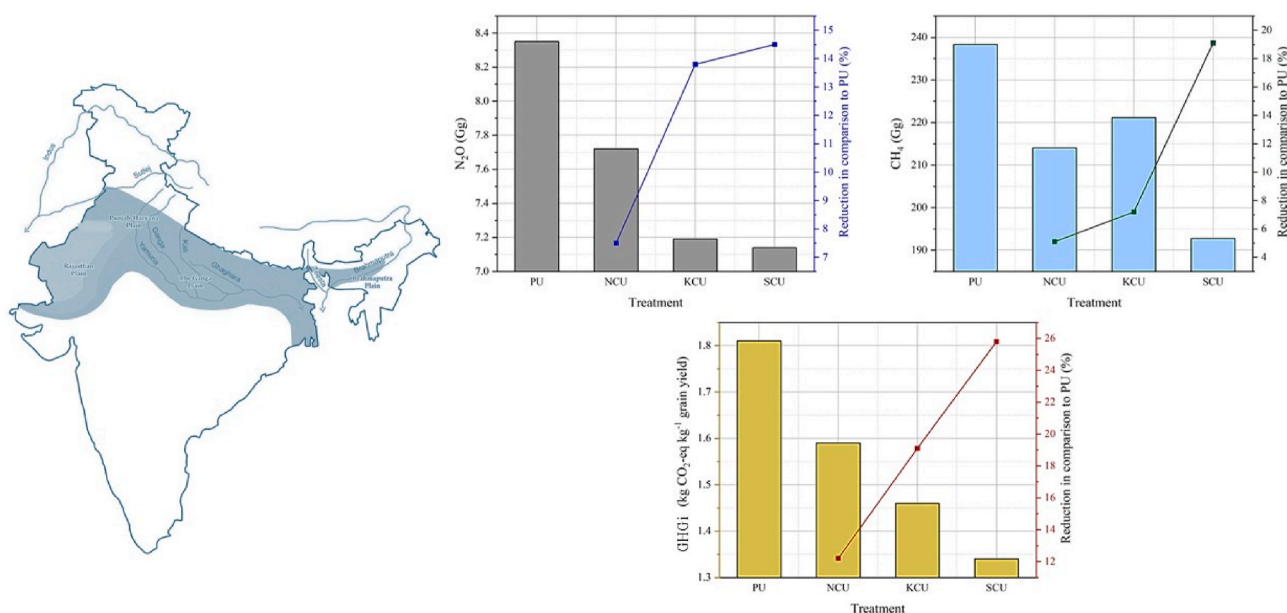 Indus
Sutlej
Punjab-Haryana
Plain
Ganga
Yamuna
Kali
Ghaghara
Rajasthan
Plain
The Ganga
Plain
Brahmaputra
Brahmaputra
Plain
8.4
8.2
8.0
7.8
7.6
7.4
7.2
7.0
N₂O (Gg)
15
14
13
12
11
10
9
8
7
Reduction in comparison to PU (%)
PU NCU KCU SCU
Treatment
240
230
220
210
200
190
CH₄ (Gg)
20
18
16
14
12
10
8
6
4
Reduction in comparison to PU (%)
PU NCU KCU SCU
Treatment
1.8
1.7
1.6
1.5
1.4
1.3
GHGi (kg CO₂-eq kg⁻¹ grain yield)
26
24
22
20
18
16
14
12
Reduction in comparison to PU (%)
PU NCU KCU SCU
Treatment